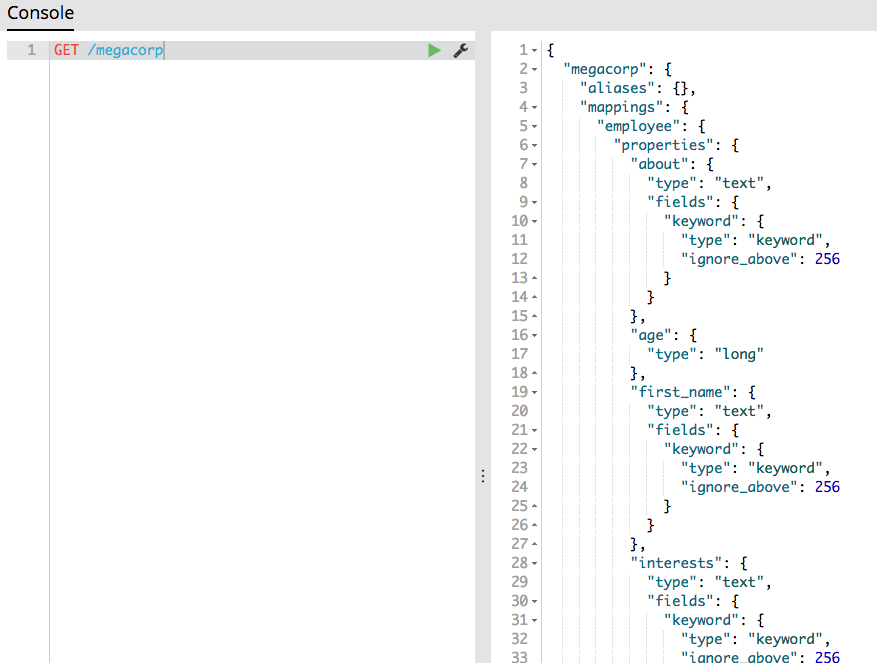 Console
1 GET /megacorp
1 {
2 "megacorp": {
3 "aliases": {},
4 "mappings": {
5 "employee": {
6 "properties": {
7 "about": {
8 "type": "text",
9 "fields": {
10 "keyword": {
11 "type": "keyword",
12 "ignore_above": 256
13 }
14 }
15 },
16 "age": {
17 "type": "long"
18 },
19 "first_name": {
20 "type": "text",
21 "fields": {
22 "keyword": {
23 "type": "keyword",
24 "ignore_above": 256
25 }
26 }
27 },
28 "interests": {
29 "type": "text",
30 "fields": {
31 "keyword": {
32 "type": "keyword",
33 "ignore_above": 256